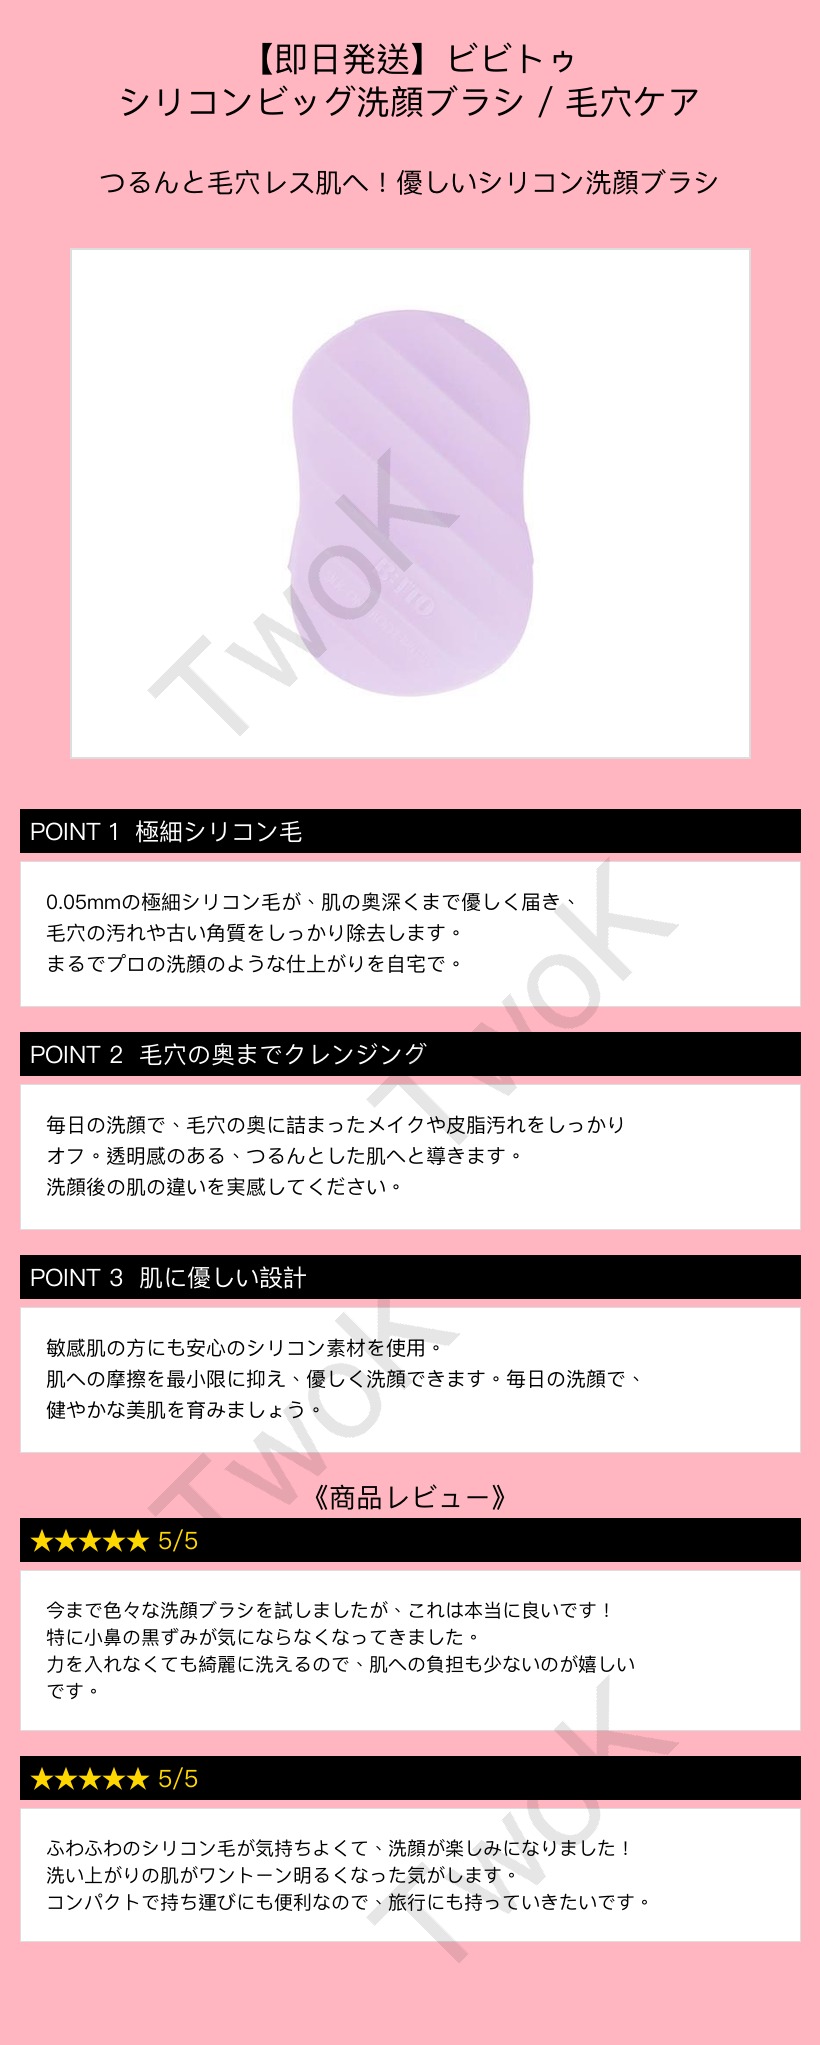 【即日発送】ビビトゥ
シリコンビッグ洗顔ブラシ / 毛穴ケア
つるんと毛穴レス肌へ！優しいシリコン洗顔ブラシ
TwoK
POINT 1 極細シリコン毛
0.05mmの極細シリコン毛が、肌の奥深くまで優しく届き、
毛穴の汚れや古い角質をしっかり除去します。
まるでプロの洗顔のような仕上がりを自宅で。
TwoK
POINT 2 毛穴の奥までクレンジング
毎日の洗顔で、毛穴の奥に詰まったメイクや皮脂汚れをしっかり
オフ。透明感のある、つるんとした肌へと導きます。
洗顔後の肌の違いを実感してください。
POINT 3 肌に優しい設計
敏感肌の方にも安心のシリコン素材を使用。
肌への摩擦を最小限に抑え、優しく洗顔できます。毎日の洗顔で、
健やかな美肌を育みましょう。
TwoK
《商品レビュー》
★★★★★ 5/5
今まで色々な洗顔ブラシを試しましたが、これは本当に良いです！
特に小鼻の黒ずみが気にならなくなってきました。
力を入れなくても綺麗に洗えるので、肌への負担も少ないのが嬉しい
です。
★★★★★ 5/5
ふわふわのシリコン毛が気持ちよくて、洗顔が楽しみになりました！
洗い上がりの肌がワントーン明るくなった気がします。
コンパクトで持ち運びにも便利なので、旅行にも持っていきたいです。
TwoK